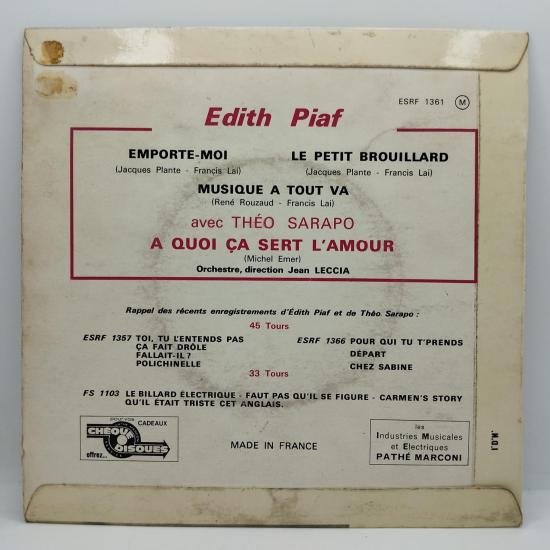 ESRF 1361 M
Edith Piaf
EMPORTE-MOI LE PETIT BROUILLARD
(Jacques Plante - Francis Lai) (Jacques Plante - Francis Lai)
MUSIQUE A TOUT VA
(René Rouzaud - Francis Lai)
avec THÉO SARAPO
A QUOI ÇA SERT L'AMOUR
(Michel Emer)
Orchestre, direction Jean LECCIA
Rappel des récents enregistrements d'Édith Piaf et de Théo Sarapo :
45 Tours
ESRF 1357 TOI, TU L'ENTENDS PAS
ÇA FAIT DRÔLE
FALLAIT-IL ?
POLICHINELLE
ESRF 1366 POUR QUI TU T'PRENDS
DÉPART
CHEZ SABINE
33 Tours
FS 1103 LE BILLARD ÉLECTRIQUE - FAUT PAS QU'IL SE FIGURE - CARMEN'S STORY
QU'IL ÉTAIT TRISTE CET ANGLAIS.
pour vos
CADEAUX
CHÈQUE
DISQUES
offrez...
MADE IN FRANCE
les
Industries Musicales
et Electriques
PATHÉ MARCONI